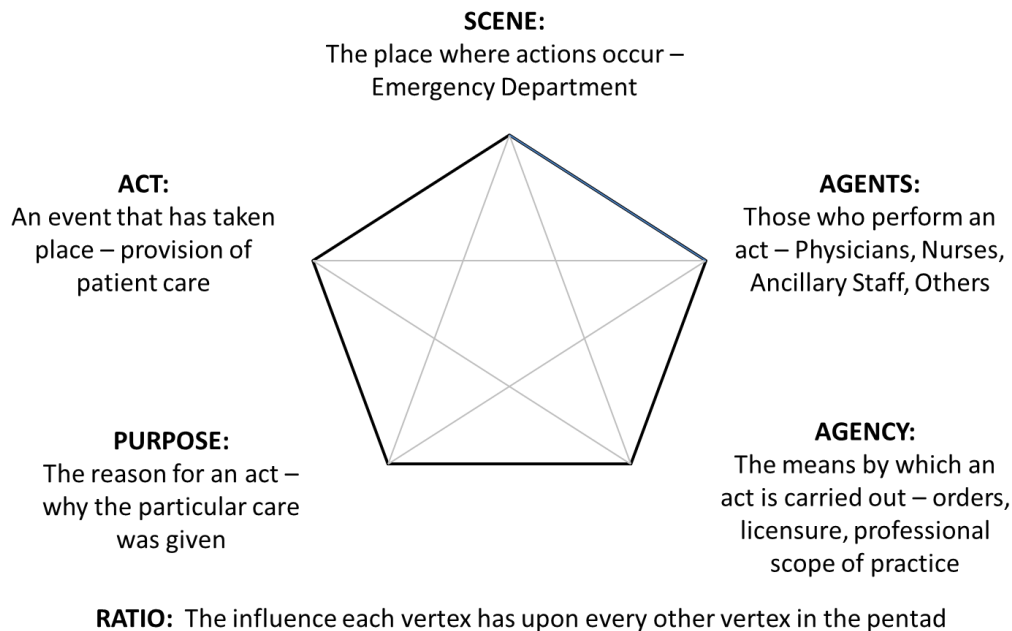 SCENE:
The place where actions occur –
Emergency Department
ACT:
An event that has taken
place – provision of
patient care
AGENTS:
Those who perform an
act – Physicians, Nurses,
Ancillary Staff, Others
PURPOSE:
The reason for an act –
why the particular care
was given
AGENCY:
The means by which an
act is carried out – orders,
licensure, professional
scope of practice
RATIO: The influence each vertex has upon every other vertex in the pentad